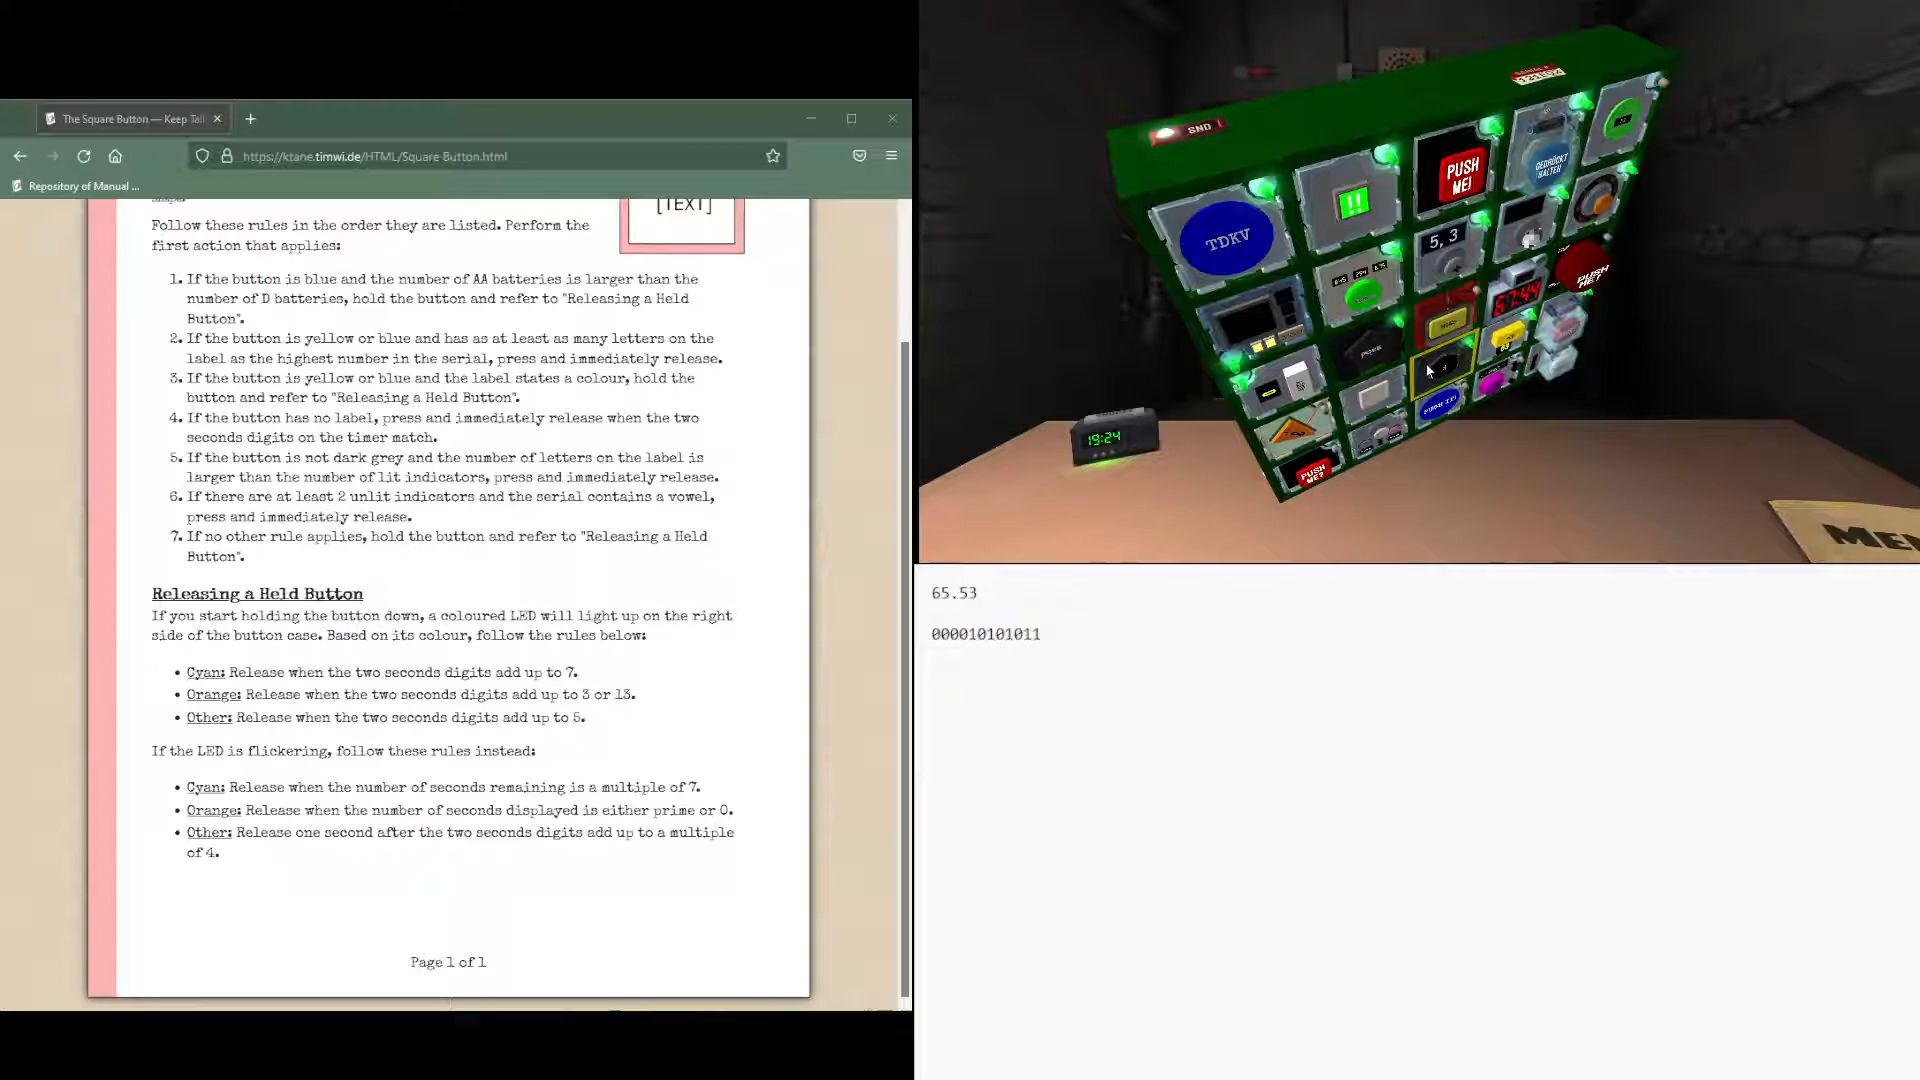 The Square Button — Keep Tal
https://ktane.timwi.de/HTML/Square Button.html
Repository of Manual ...
[TEXT]
Follow these rules in the order they are listed. Perform the
first action that applies:
1. If the button is blue and the number of AA batteries is larger than the
number of D batteries, hold the button and refer to "Releasing a Held
Button".
2. If the button is yellow or blue and has as at least as many letters on the
label as the highest number in the serial, press and immediately release.
3. If the button is yellow or blue and the label states a colour, hold the
button and refer to "Releasing a Held Button".
4. If the button has no label, press and immediately release when the two
seconds digits on the timer match.
5. If the button is not dark grey and the number of letters on the label is
larger than the number of lit indicators, press and immediately release.
6. If there are at least 2 unlit indicators and the serial contains a vowel,
press and immediately release.
7. If no other rule applies, hold the button and refer to "Releasing a Held
Button".
Releasing a Held Button
If you start holding the button down, a coloured LED will light up on the right
side of the button case. Based on its colour, follow the rules below:
• Cyan: Release when the two seconds digits add up to 7.
• Orange: Release when the two seconds digits add up to 3 or 13.
• Other: Release when the two seconds digits add up to 5.
If the LED is flickering, follow these rules instead:
• Cyan: Release when the number of seconds remaining is a multiple of 7.
• Orange: Release when the number of seconds displayed is either prime or 0.
• Other: Release one second after the two seconds digits add up to a multiple
of 4.
Page 1 of 1
SND
TDKV
!!
PUSH
ME!
GEDRÜCKT
HALTEN
5, 3
PUSH
ME?
67:44
PUSH IT!
PUSH
ME?
19:24
65.53
000010101011